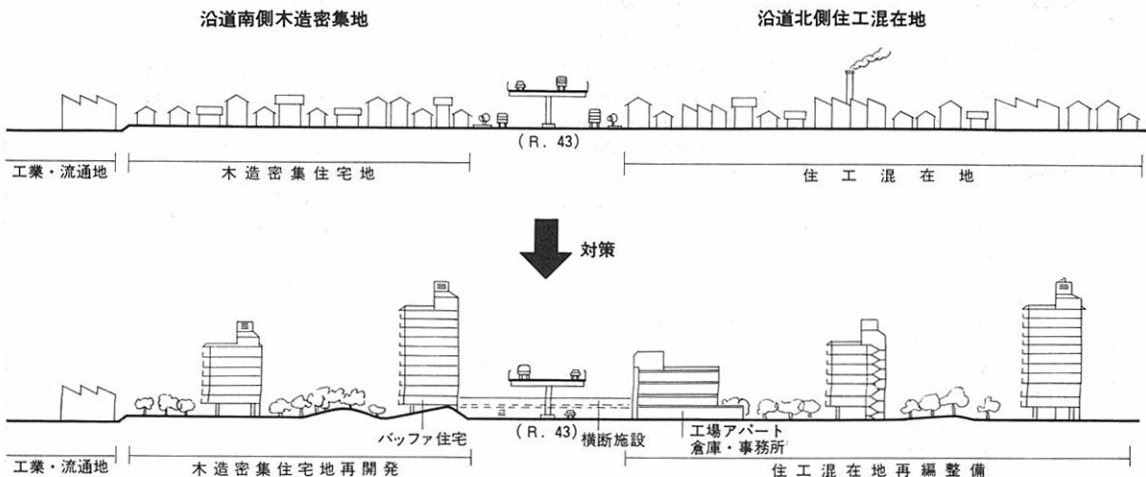 沿道南側木造密集地
沿道北側住工混在地
(R. 43)
工業・流通地
木造密集住宅地
住工混在地
対策
バッファ住宅
(R. 43)
横断施設
工場アパート
倉庫・事務所
工業・流通地
木造密集住宅地再開発
住工混在地再編整備